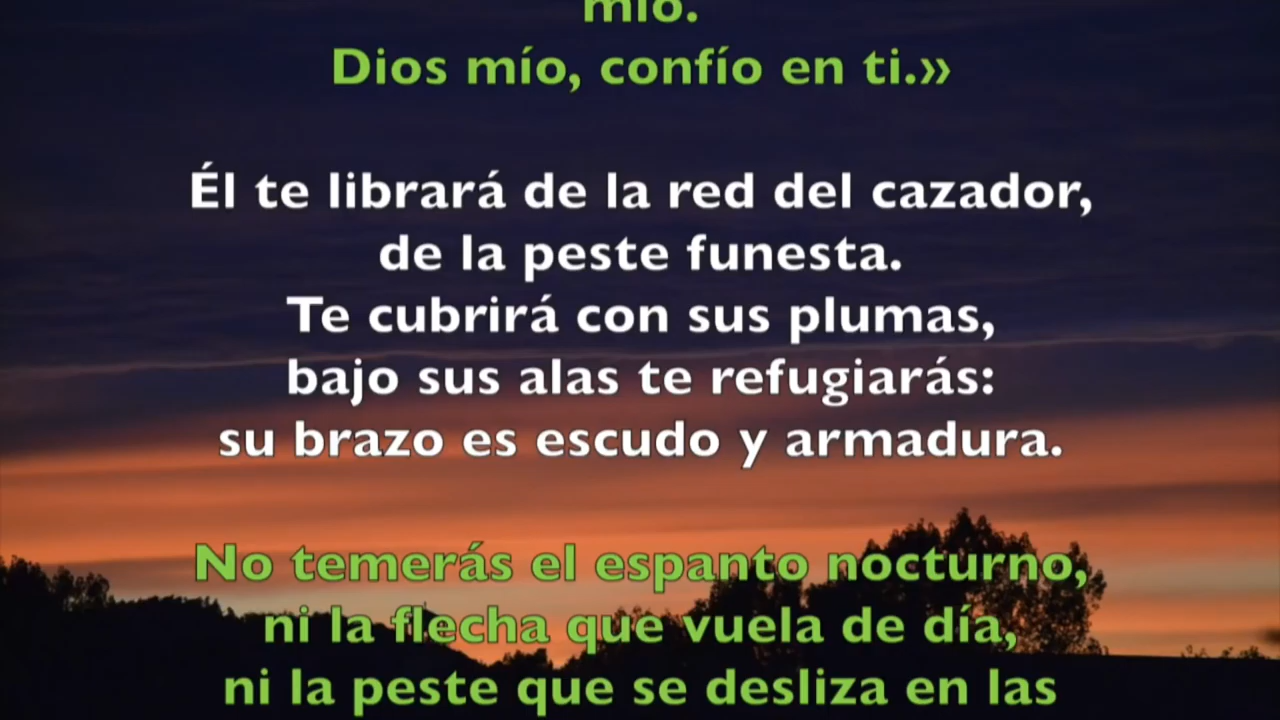 mío.
Dios mío, confío en ti.»
Él te librará de la red del cazador,
de la peste funesta.
Te cubrirá con sus plumas,
bajo sus alas te refugiarás:
su brazo es escudo y armadura.
No temerás el espanto nocturno,
ni la flecha que vuela de día,
ni la peste que se desliza en las